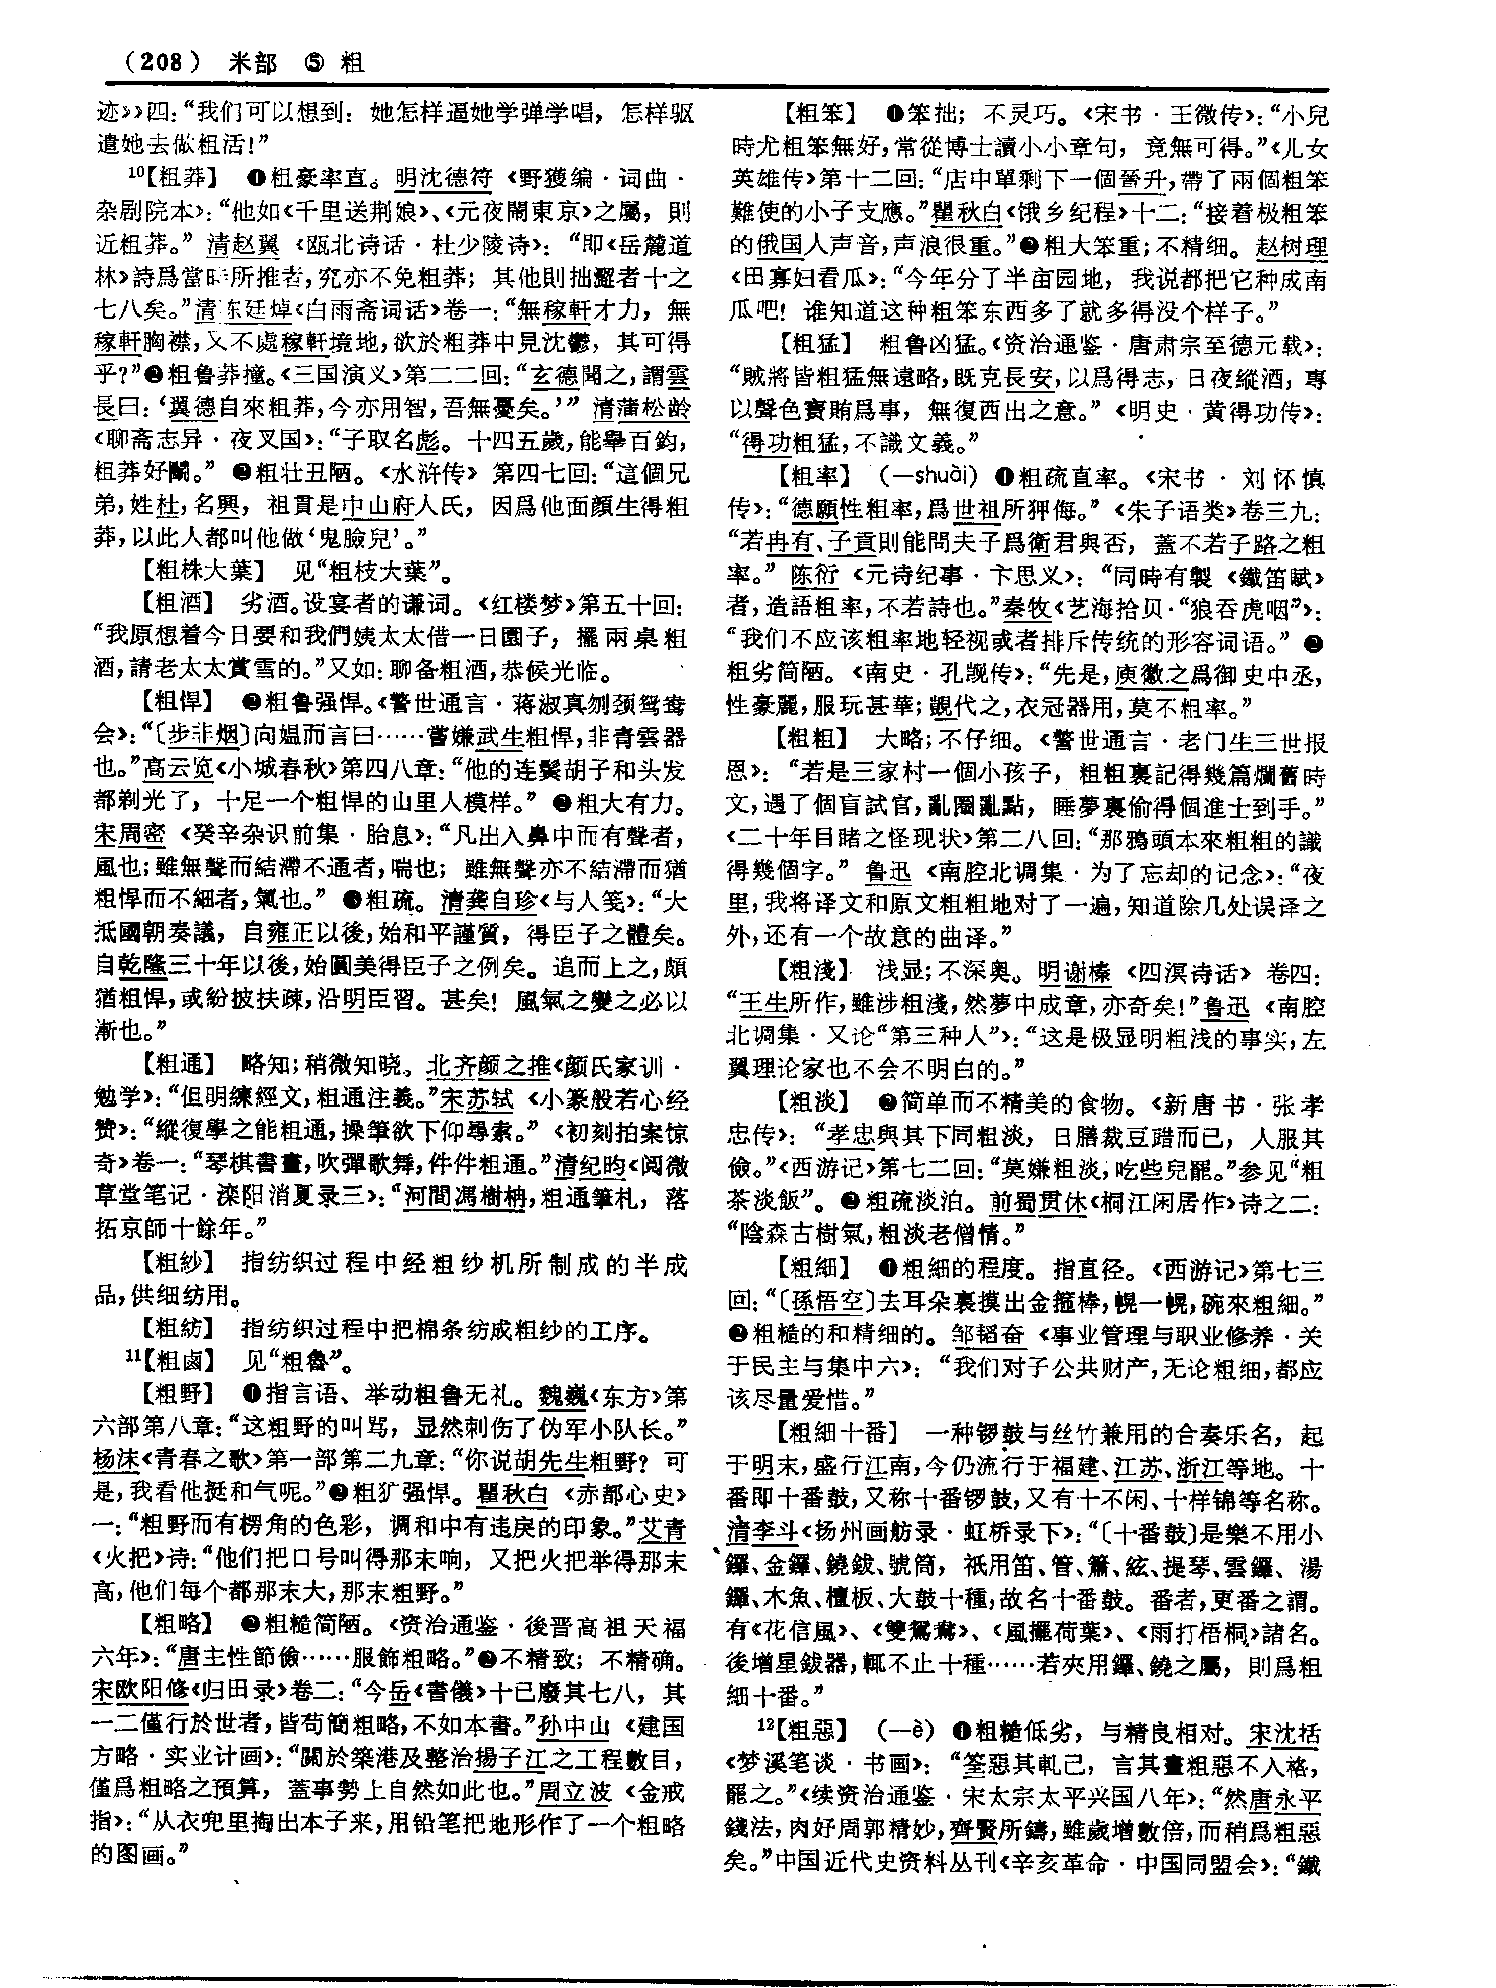 （208） 米部 ⑤ 粗
迹》》四：“我们可以想到：她怎样逼她学弹学唱，怎样驱
遣她去做粗活！”
10【粗莽】 ❶粗豪率直。明沈德符《野獲编·词曲·
杂剧院本》：“他如《千里送荆娘》、《元夜鬧東京》之屬，則
近粗莽。”清赵翼《瓯北诗话·杜少陵诗》：“即《岳麓道
林》詩爲當時所推者，究亦不免粗莽；其他則拙澀者十之
七八矣。”清陈廷焯《白雨斋词话》卷一：“無稼軒才力，無
稼軒胸襟，又不處稼軒境地，欲於粗莽中見沈鬱，其可得
乎？”❷粗鲁莽撞。《三国演义》第二二回：“玄德聞之，謂雲
長曰：‘翼德自來粗莽，今亦用智，吾無憂矣。’”清蒲松龄
《聊斋志异·夜叉国》：“子取名彪。十四五歲，能舉百鈞，
粗莽好鬭。”❸粗壮丑陋。《水浒传》第四七回：“這個兄
弟，姓杜，名興，祖貫是中山府人氏，因爲他面顔生得粗
莽，以此人都叫他做‘鬼臉兒’。”
【粗株大葉】 见“粗枝大葉”。
【粗酒】 劣酒。设宴者的谦词。《红楼梦》第五十回：
“我原想着今日要和我們姨太太借一日園子，擺兩桌粗
酒，請老太太賞雪的。”又如：聊备粗酒，恭候光临。
【粗悍】 ❶粗鲁强悍。《警世通言·蒋淑真刎颈鸳鸯
会》：“〔步非烟〕向媪而言曰……嘗嫌武生粗悍，非青雲器
也。”高云览《小城春秋》第四八章：“他的连鬓胡子和头发
都剃光了，十足一个粗悍的山里人模样。”❷粗大有力。
宋周密《癸辛杂识前集·胎息》：“凡出入鼻中而有聲者，
風也；雖無聲而結滯不通者，喘也；雖無聲亦不結滯而猶
粗悍而不細者，氣也。”❸粗疏。清龚自珍《与人笺》：“大
抵國朝奏議，自雍正以後，始和平謹質，得臣子之體矣。
自乾隆三十年以後，始圓美得臣子之例矣。追而上之，頗
猶粗悍，或紛披扶疎，沿明臣習。甚矣！風氣之變之必以
漸也。”
【粗通】 略知；稍微知晓。北齐颜之推《颜氏家训·
勉学》：“但明練經文，粗通注義。”宋苏轼《小篆般若心经
赞》：“縱復學之能粗通，操筆欲下仰尋索。”《初刻拍案惊
奇》卷一：“琴棋書畫，吹彈歌舞，件件粗通。”清纪昀《阅微
草堂笔记·滦阳消夏录三》：“河間馮樹柟，粗通筆札，落
拓京師十餘年。”
【粗紗】 指纺织过程中经粗纱机所制成的半成
品，供细纺用。
【粗紡】 指纺织过程中把棉条纺成粗纱的工序。
11【粗鹵】 见“粗魯”。
【粗野】 ❶指言语、举动粗鲁无礼。魏巍《东方》第
六部第八章：“这粗野的叫骂，显然刺伤了伪军小队长。”
杨沫《青春之歌》第一部第二九章：“你说胡先生粗野？可
是，我看他挺和气呢。”❷粗犷强悍。瞿秋白《赤都心史》
一：“粗野而有楞角的色彩，调和中有违戾的印象。”艾青
《火把》诗：“他们把口号叫得那末响，又把火把举得那末
高，他们每个都那末大，那末粗野。”
【粗略】 ❶粗糙简陋。《资治通鉴·後晋高祖天福
六年》：“唐主性節儉……服飾粗略。”❷不精致；不精确。
宋欧阳修《归田录》卷二：“今岳《書儀》十已廢其七八，其
一二僅行於世者，皆苟簡粗略，不如本書。”孙中山《建国
方略·实业计画》：“關於築港及整治揚子江之工程數目，
僅爲粗略之預算，蓋事勢上自然如此也。”周立波《金戒
指》：“从衣兜里掏出本子来，用铅笔把地形作了一个粗略
的图画。”
【粗笨】 ❶笨拙；不灵巧。《宋书·王微传》：“小兒
時尤粗笨無好，常從博士讀小小章句，竟無可得。”《儿女
英雄传》第十二回：“店中單剩下一個晉升，帶了兩個粗笨
難使的小子支應。”瞿秋白《饿乡纪程》十二：“接着极粗笨
的俄国人声音，声浪很重。”❷粗大笨重；不精细。赵树理
《田寡妇看瓜》：“今年分了半亩园地，我说都把它种成南
瓜吧！谁知道这种粗笨东西多了就多得没个样子。”
【粗猛】 粗鲁凶猛。《资治通鉴·唐肃宗至德元载》：
“賊將皆粗猛無遠略，既克長安，以爲得志，日夜縱酒，專
以聲色寶賄爲事，無復西出之意。”《明史·黄得功传》：
“得功粗猛，不識文義。”
【粗率】 （—shuài）❶粗疏直率。《宋书·刘怀慎
传》：“德願性粗率，爲世祖所狎侮。”《朱子语类》卷三九：
“若冉有、子貢則能問夫子爲衛君與否，蓋不若子路之粗
率。”陈衍《元诗纪事·卞思义》：“同時有製《鐵笛賦》
者，造語粗率，不若詩也。”秦牧《艺海拾贝·“狼吞虎咽”》：
“我们不应该粗率地轻视或者排斥传统的形容词语。”❷
粗劣简陋。《南史·孔觊传》：“先是，庾徽之爲御史中丞，
性豪麗，服玩甚華；覬代之，衣冠器用，莫不粗率。”
【粗粗】 大略；不仔细。《警世通言·老门生三世报
恩》：“若是三家村一個小孩子，粗粗裏記得幾篇爛舊時
文，遇了個盲試官，亂圈亂點，睡夢裏偷得個進士到手。”
《二十年目睹之怪现状》第二八回：“那鴉頭本來粗粗的識
得幾個字。”鲁迅《南腔北调集·为了忘却的记念》：“夜
里，我将译文和原文粗粗地对了一遍，知道除几处误译之
外，还有一个故意的曲译。”
【粗淺】 浅显；不深奥。明谢榛《四溟诗话》卷四：
“王生所作，雖涉粗淺，然夢中成章，亦奇矣！”鲁迅《南腔
北调集·又论“第三种人”》：“这是极显明粗浅的事实，左
翼理论家也不会不明白的。”
【粗淡】 ❶简单而不精美的食物。《新唐书·张孝
忠传》：“孝忠與其下同粗淡，日膳裁豆䜺而已，人服其
儉。”《西游记》第七二回：“莫嫌粗淡，吃些兒罷。”参见“粗
茶淡飯”。❷粗疏淡泊。前蜀贯休《桐江闲居作》诗之二：
“陰森古樹氣，粗淡老僧情。”
【粗細】 ❶粗細的程度。指直径。《西游记》第七三
回：“〔孫悟空〕去耳朵裏摸出金箍棒，幌一幌，碗來粗細。”
❷粗糙的和精细的。邹韬奋《事业管理与职业修养·关
于民主与集中六》：“我们对子公共财产，无论粗细，都应
该尽量爱惜。”
【粗細十番】 一种锣鼓与丝竹兼用的合奏乐名，起
于明末，盛行江南，今仍流行于福建、江苏、浙江等地。十
番即十番鼓，又称十番锣鼓，又有十不闲、十样锦等名称。
清李斗《扬州画舫录·虹桥录下》：“〔十番鼓〕是樂不用小
鑼、金鑼、鐃鈸、號筒，祇用笛、管、簫、絃、提琴、雲鑼、湯
鑼、木魚、檀板、大鼓十種，故名十番鼓。番者，更番之謂。
有《花信風》、《雙鴛鴦》、《風擺荷葉》、《雨打梧桐》諸名。
後增星鈸器，輒不止十種……若夾用鑼、鐃之屬，則爲粗
細十番。”
12【粗惡】 （—è）❶粗糙低劣，与精良相对。宋沈括
《梦溪笔谈·书画》：“筌惡其軋己，言其畫粗惡不入格，
罷之。”《续资治通鉴·宋太宗太平兴国八年》：“然唐永平
錢法，肉好周郭精妙，齊賢所鑄，雖歲增數倍，而稍爲粗惡
矣。”中国近代史资料丛刊《辛亥革命·中国同盟会》：“鐵